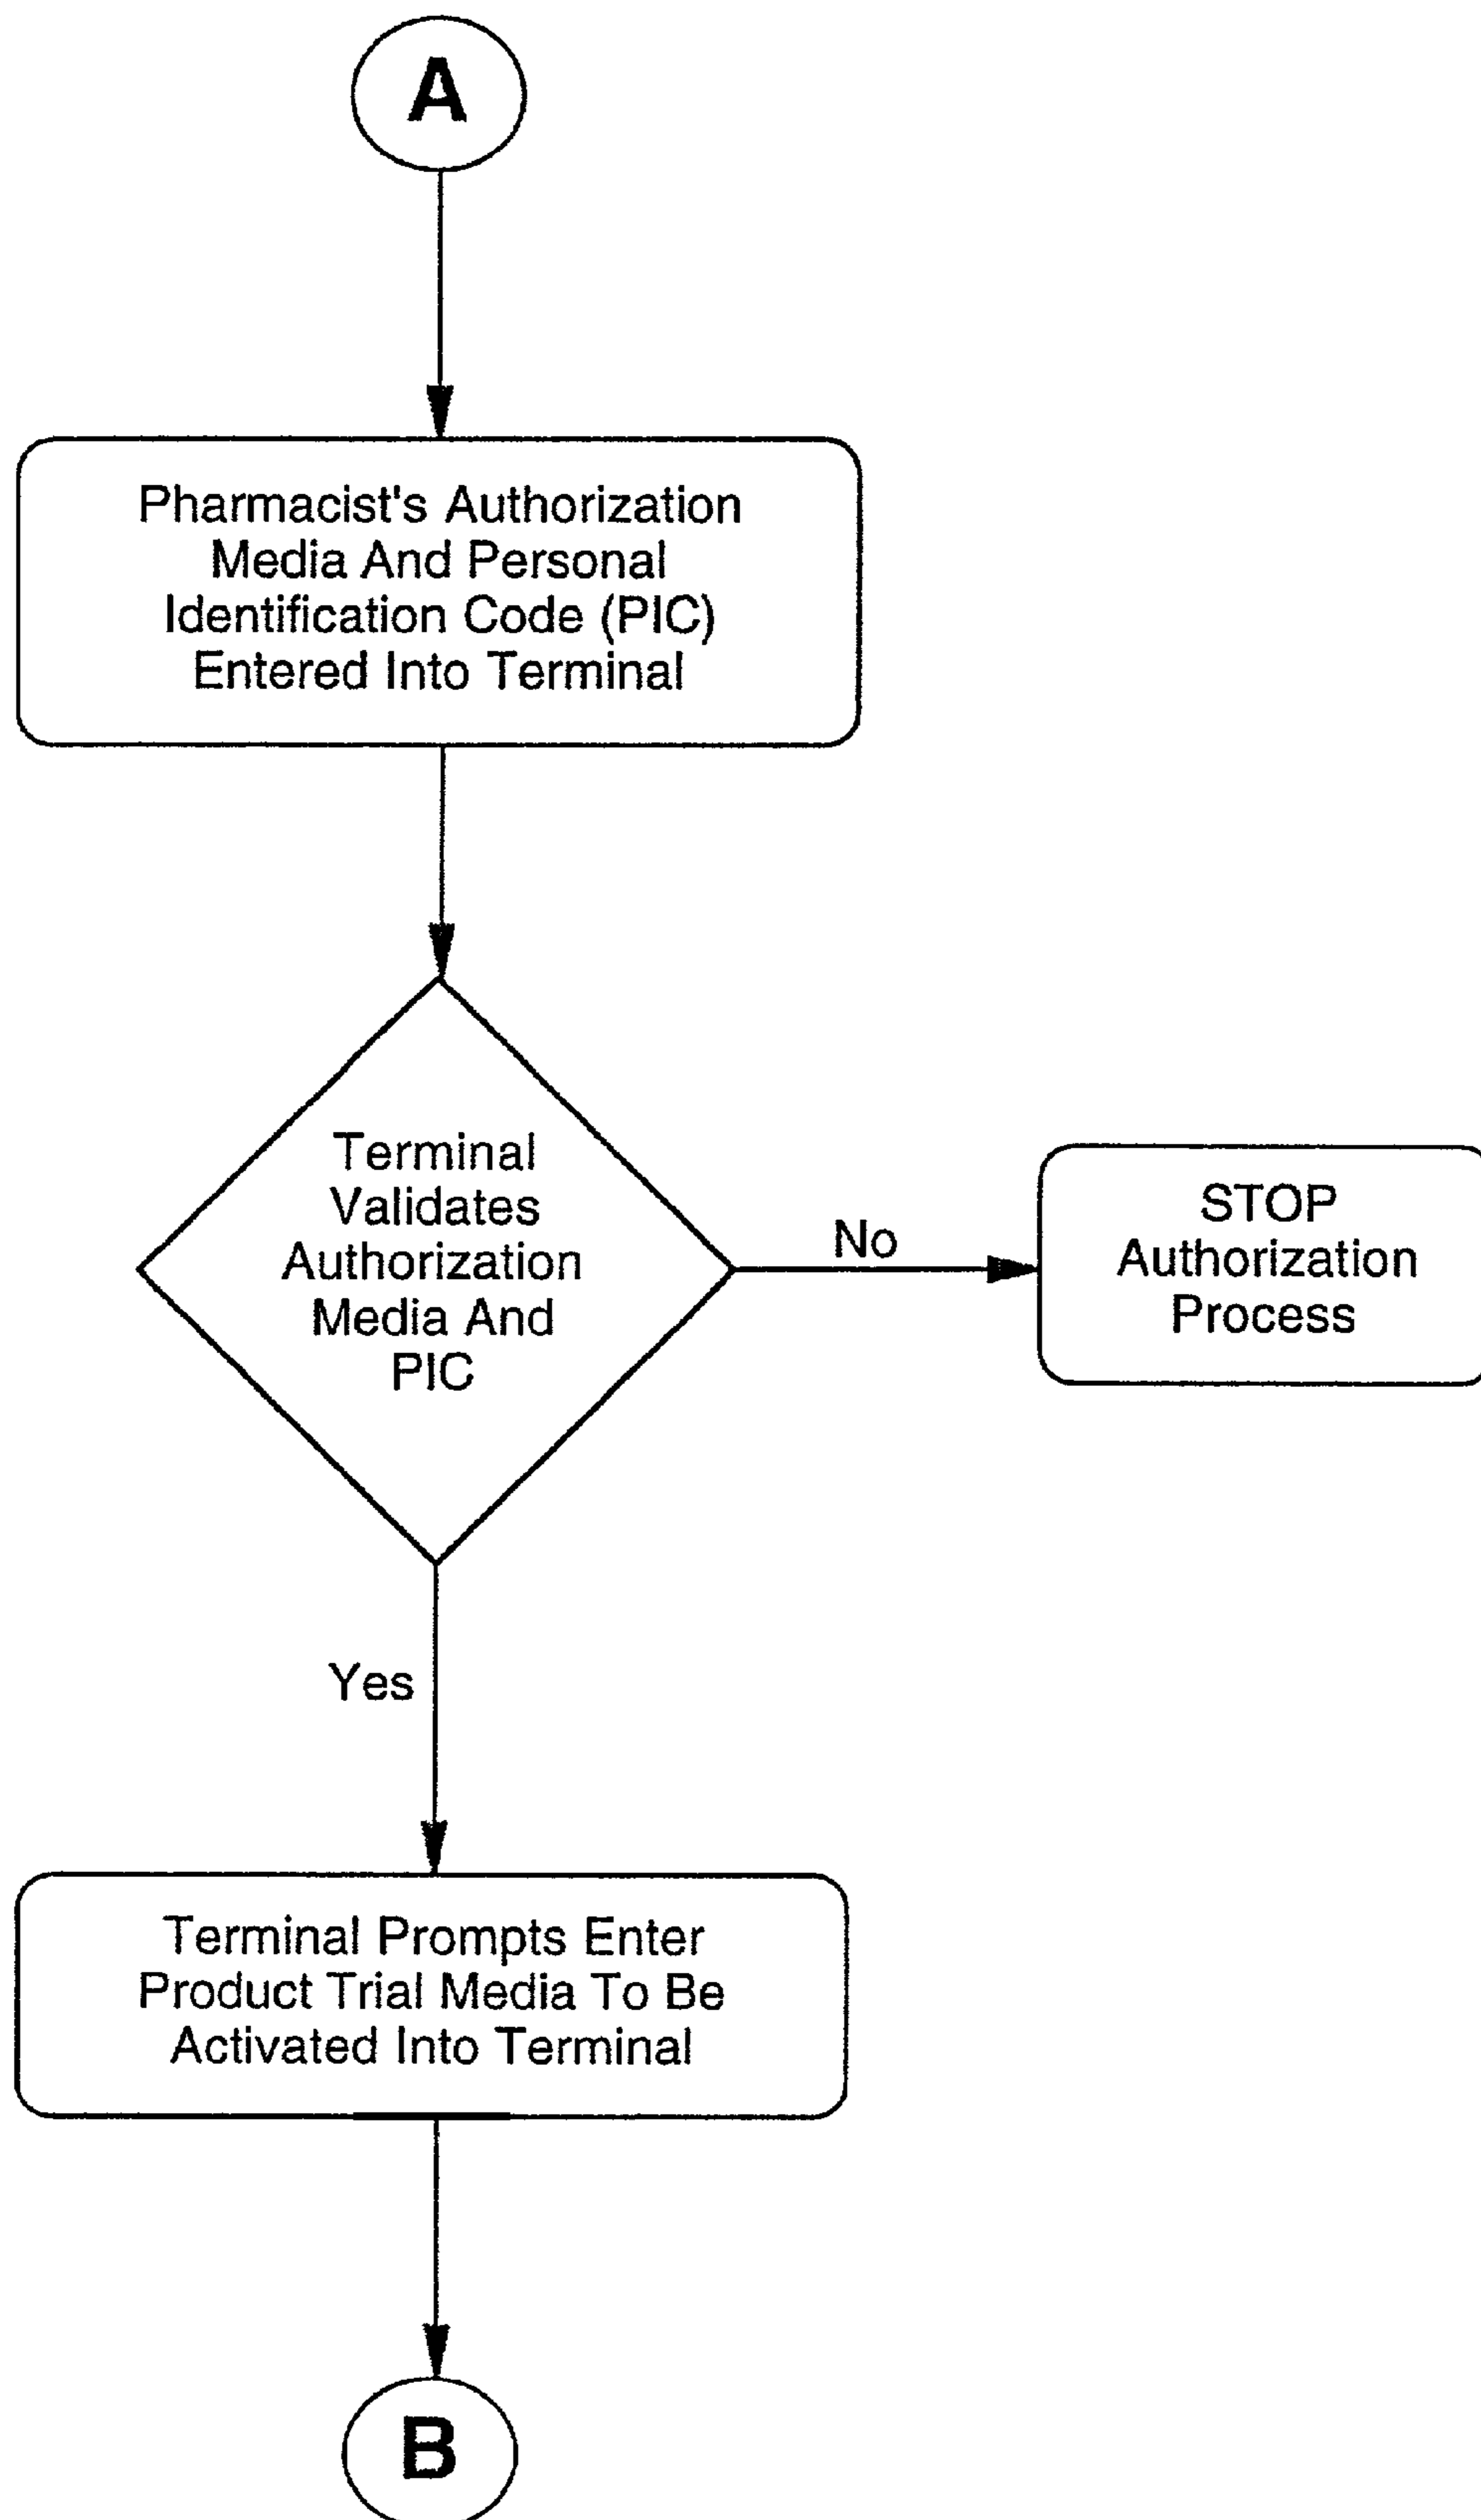 A
Pharmacist's Authorization
Media And Personal
Identification Code (PIC)
Entered Into Terminal
Terminal
Validates
Authorization
Media And
PIC
No
STOP
Authorization
Process
Yes
Terminal Prompts Enter
Product Trial Media To Be
Activated Into Terminal
B